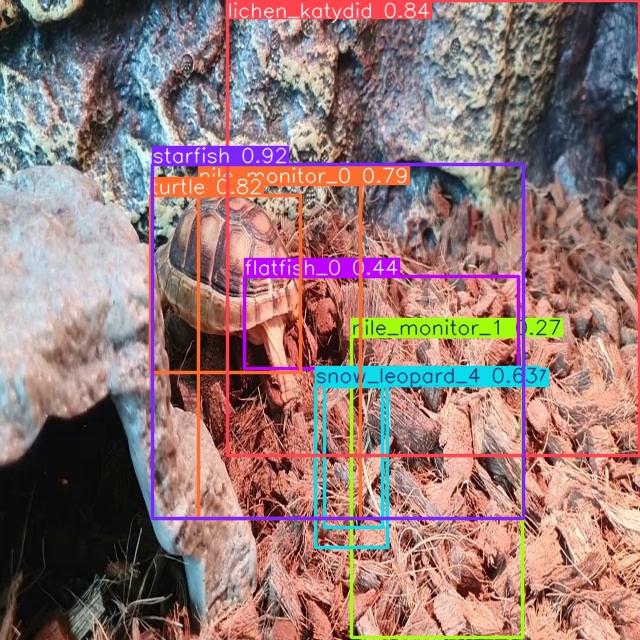 lichen_katydid 0.84
starfish 0.92
nile_monitor_0 0.79
turtle 0.82
flatfish_0 0.44
nile_monitor_1 0.27
snow_leopard_4 0.63